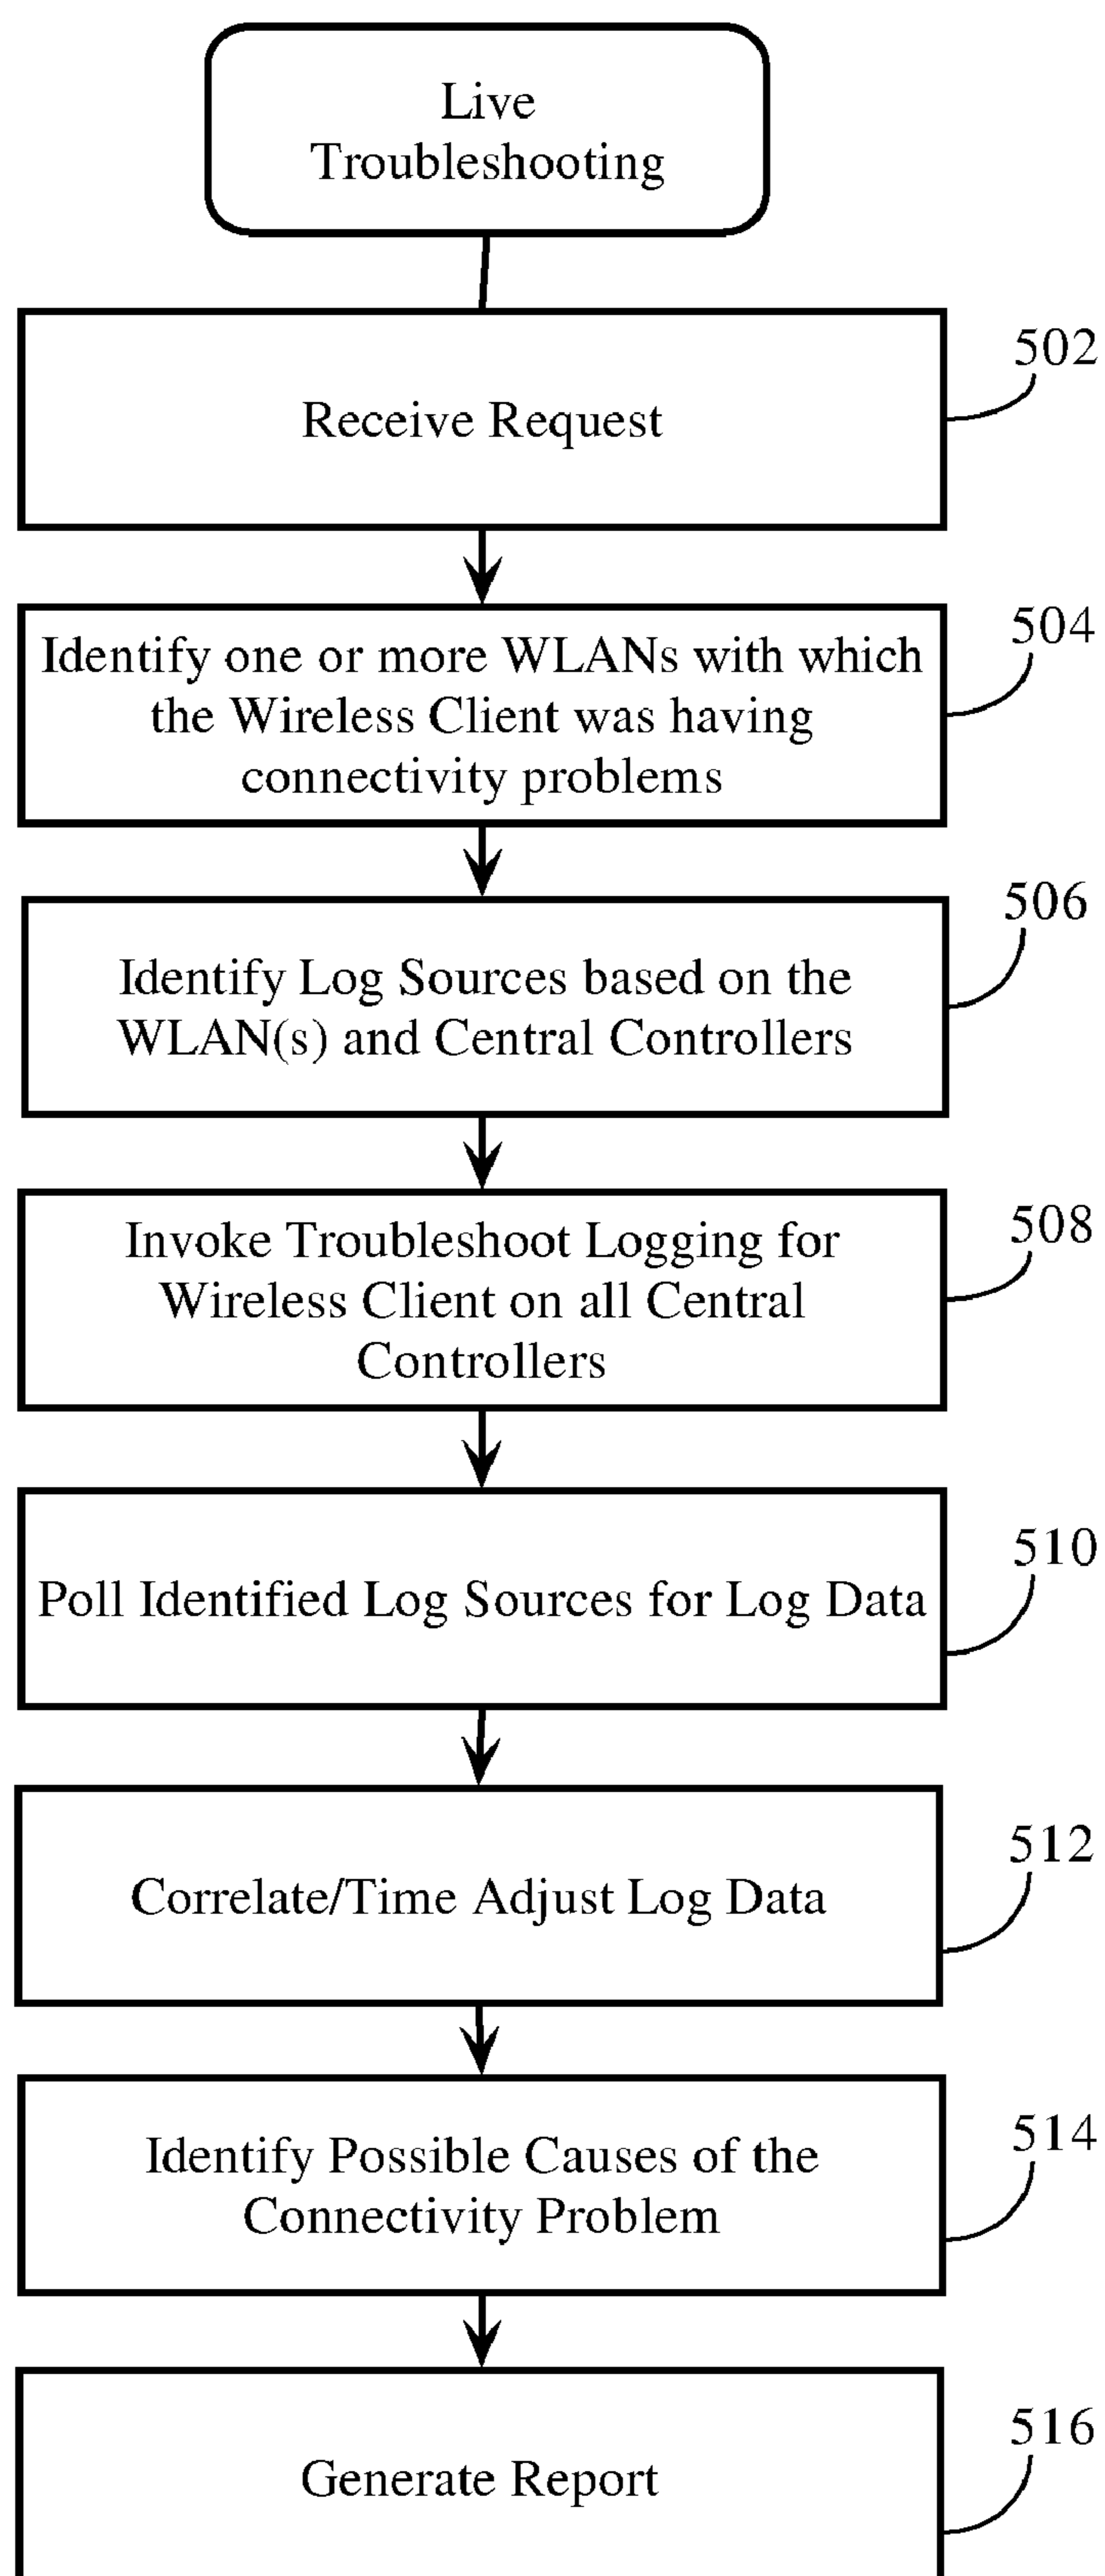 Live
Troubleshooting
502
Receive Request
504
Identify one or more WLANs with which
the Wireless Client was having
connectivity problems
506
Identify Log Sources based on the
WLAN(s) and Central Controllers
508
Invoke Troubleshoot Logging for
Wireless Client on all Central
Controllers
510
Poll Identified Log Sources for Log Data
512
Correlate/Time Adjust Log Data
514
Identify Possible Causes of the
Connectivity Problem
516
Generate Report